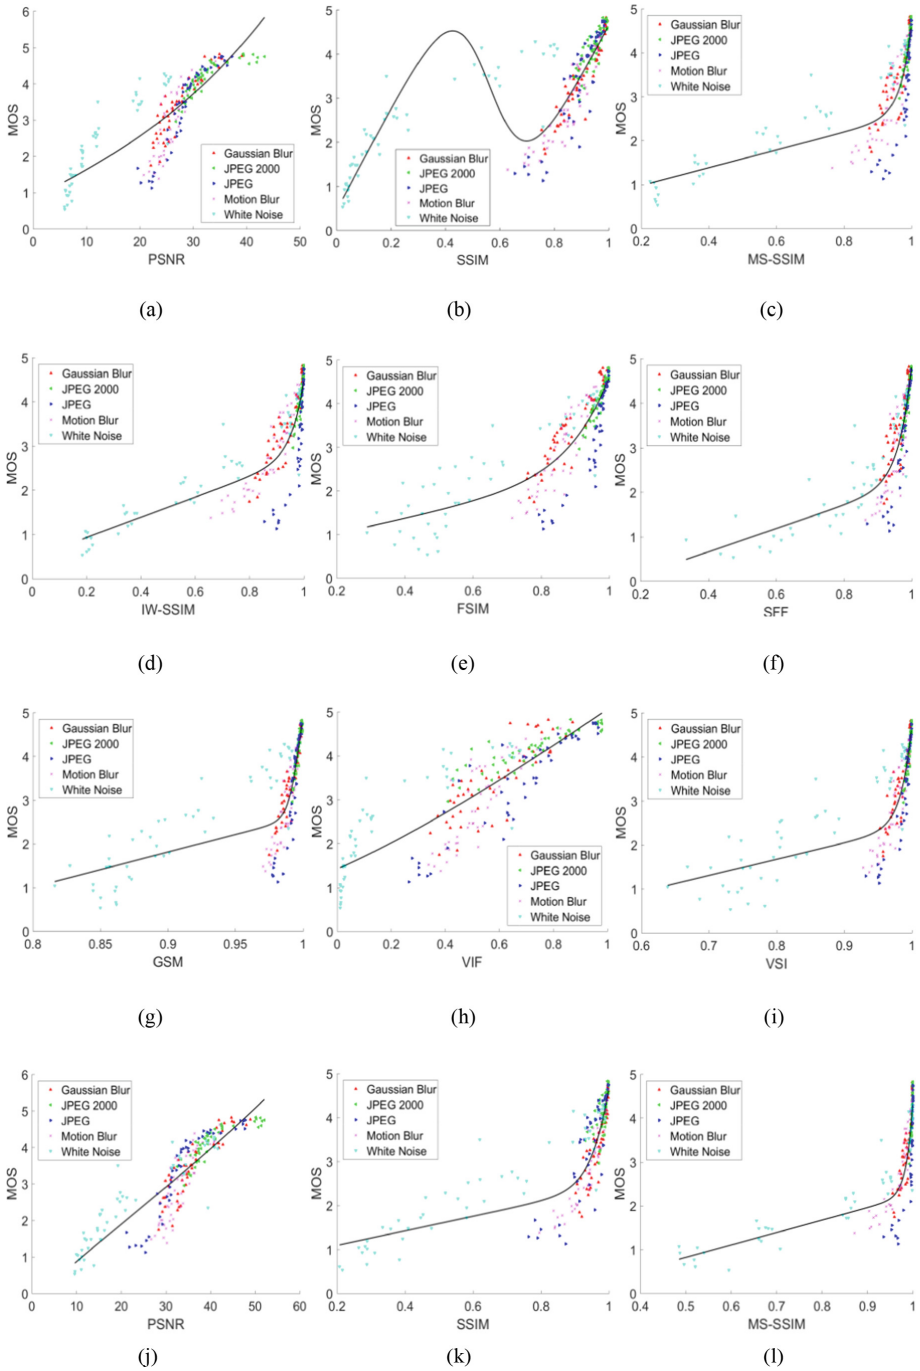 6
5
4
3
2
1
0
MOS
Gaussian Blur
JPEG 2000
JPEG
Motion Blur
White Noise
0 10 20 30 40 50
PSNR
(a)
5
4
3
2
1
0
MOS
Gaussian Blur
JPEG 2000
JPEG
Motion Blur
White Noise
0 0.2 0.4 0.6 0.8 1
SSIM
(b)
5
4
3
2
1
0
MOS
Gaussian Blur
JPEG 2000
JPEG
Motion Blur
White Noise
0.2 0.4 0.6 0.8 1
MS-SSIM
(c)
5
4
3
2
1
0
MOS
Gaussian Blur
JPEG 2000
JPEG
Motion Blur
White Noise
0 0.2 0.4 0.6 0.8 1
IW-SSIM
(d)
5
4
3
2
1
0
MOS
Gaussian Blur
JPEG 2000
JPEG
Motion Blur
White Noise
0.2 0.4 0.6 0.8 1
FSIM
(e)
5
4
3
2
1
0
MOS
Gaussian Blur
JPEG 2000
JPEG
Motion Blur
White Noise
0.2 0.4 0.6 0.8 1
SFF
(f)
5
4
3
2
1
0
MOS
Gaussian Blur
JPEG 2000
JPEG
Motion Blur
White Noise
0.8 0.85 0.9 0.95 1
GSM
(g)
5
4
3
2
1
0
MOS
Gaussian Blur
JPEG 2000
JPEG
Motion Blur
White Noise
0 0.2 0.4 0.6 0.8 1
VIF
(h)
5
4
3
2
1
0
MOS
Gaussian Blur
JPEG 2000
JPEG
Motion Blur
White Noise
0.6 0.7 0.8 0.9 1
VSI
(i)
6
5
4
3
2
1
0
MOS
Gaussian Blur
JPEG 2000
JPEG
Motion Blur
White Noise
0 10 20 30 40 50 60
PSNR
(j)
5
4
3
2
1
0
MOS
Gaussian Blur
JPEG 2000
JPEG
Motion Blur
White Noise
0.2 0.4 0.6 0.8 1
SSIM
(k)
5
4
3
2
1
0
MOS
Gaussian Blur
JPEG 2000
JPEG
Motion Blur
White Noise
0.4 0.5 0.6 0.7 0.8 0.9 1
MS-SSIM
(l)